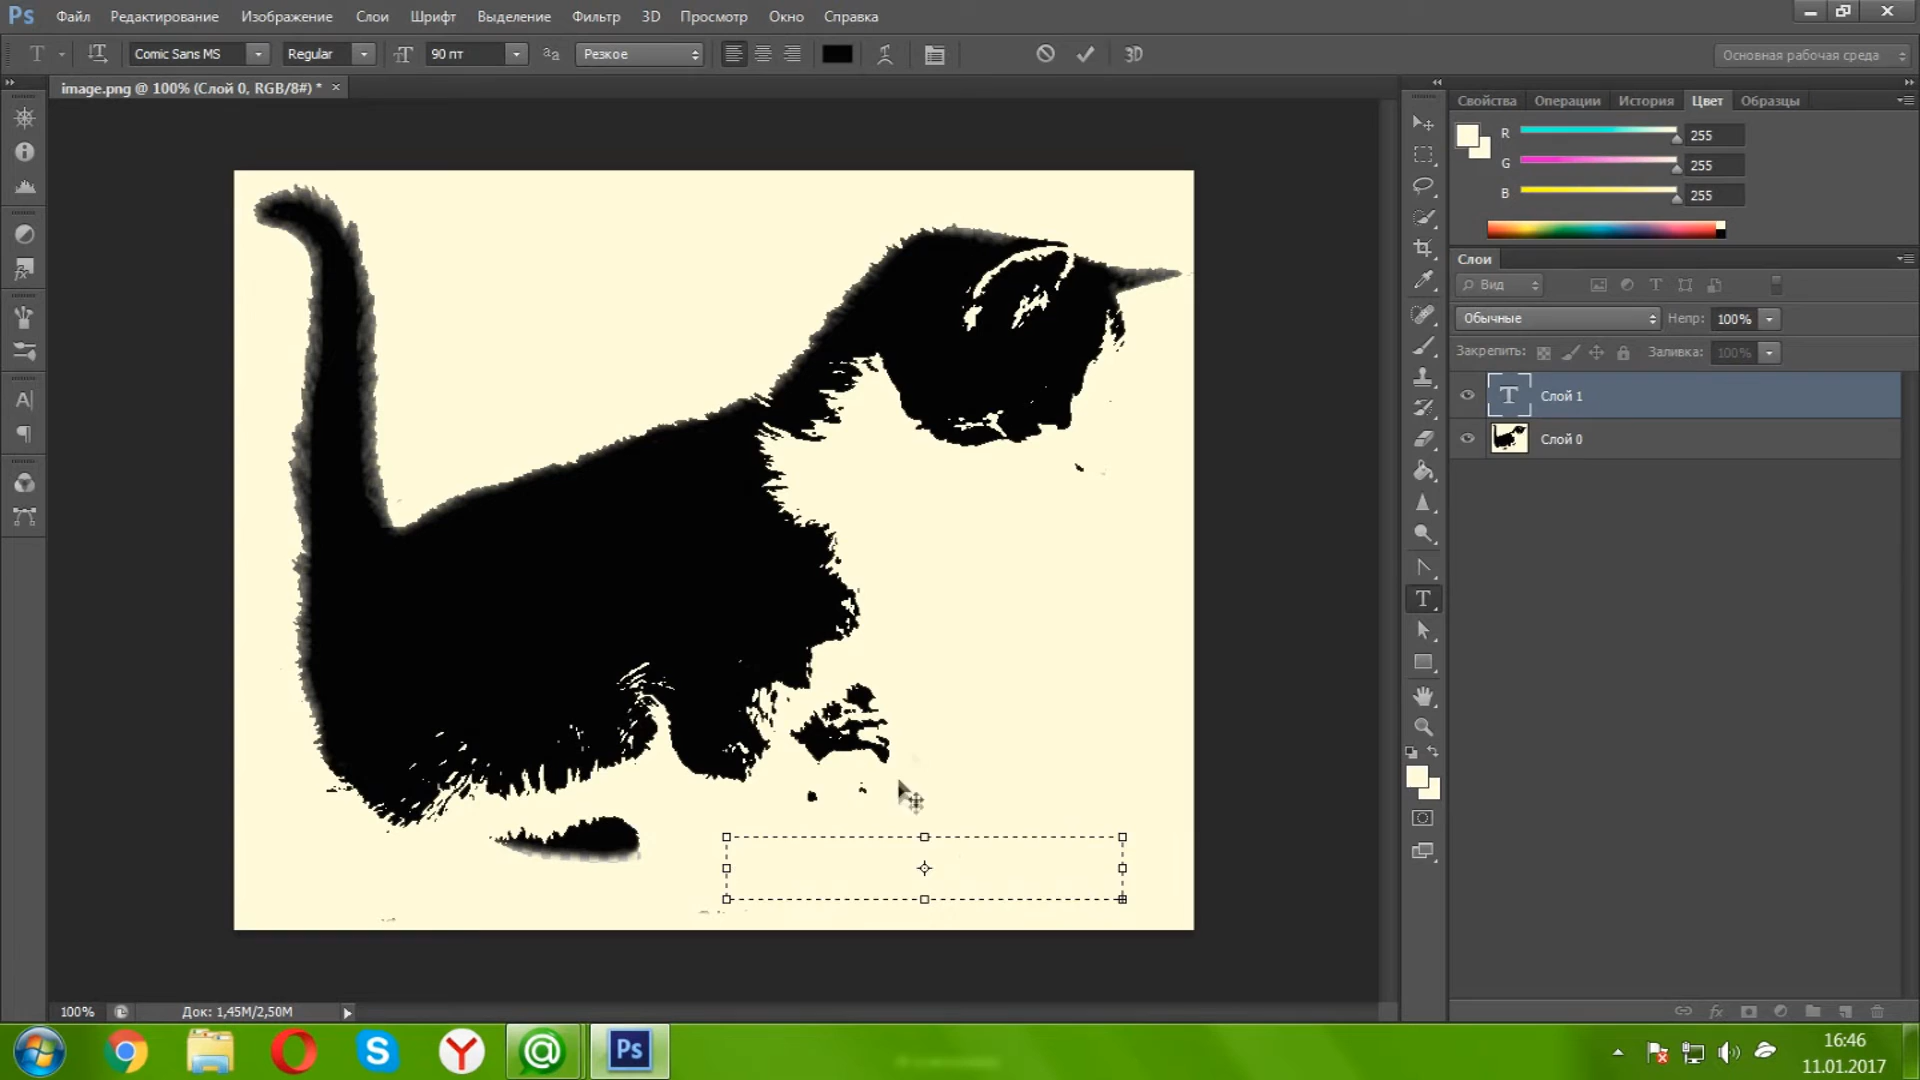 Ps Файл Редактирование Изображение Слои Шрифт Выделение Фильтр 3D Просмотр Окно Справка
T Comic Sans MS Regular 90 пт aa Резкое 3D Основная рабочая среда
image.png @ 100% (Слой 0, RGB/8#) * ×
Свойства Операции История Цвет Образцы
R 255
G 255
B 255
Слои
Вид
Обычные Непр: 100%
Закрепить: Заливка: 100%
T Слой 1
Слой 0
100% Док: 1,45M/2,50M
Ps
16:46
11.01.2017